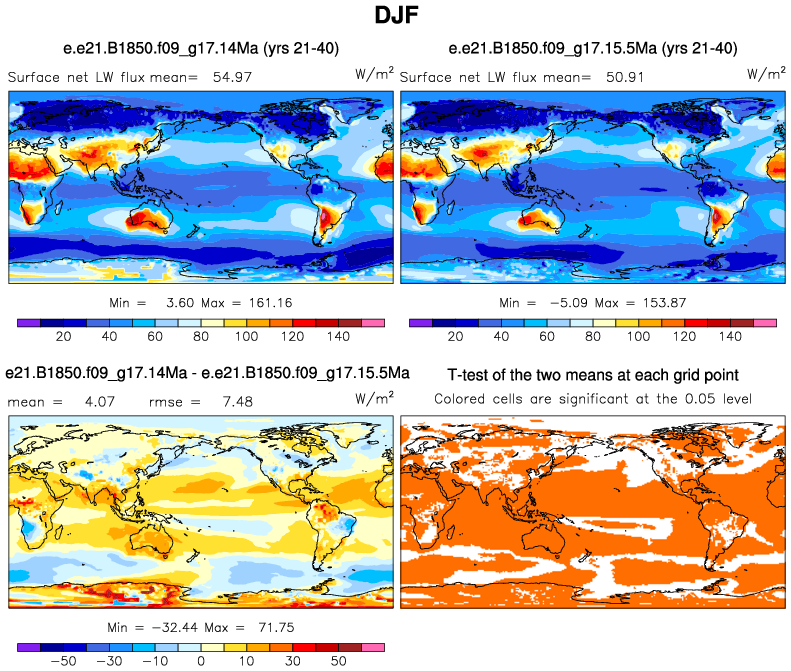 DJF
e.e21.B1850.f09_g17.14Ma (yrs 21-40)
e.e21.B1850.f09_g17.15.5Ma (yrs 21-40)
Surface net LW flux mean= 54.97 W/m²
Surface net LW flux mean= 50.91 W/m²
Min = 3.60 Max = 161.16
Min = −5.09 Max = 153.87
20 40 60 80 100 120 140
20 40 60 80 100 120 140
e21.B1850.f09_g17.14Ma - e.e21.B1850.f09_g17.15.5Ma
T-test of the two means at each grid point
mean = 4.07 rmse = 7.48 W/m²
Colored cells are significant at the 0.05 level
Min = −32.44 Max = 71.75
−50 −30 −10 0 10 30 50